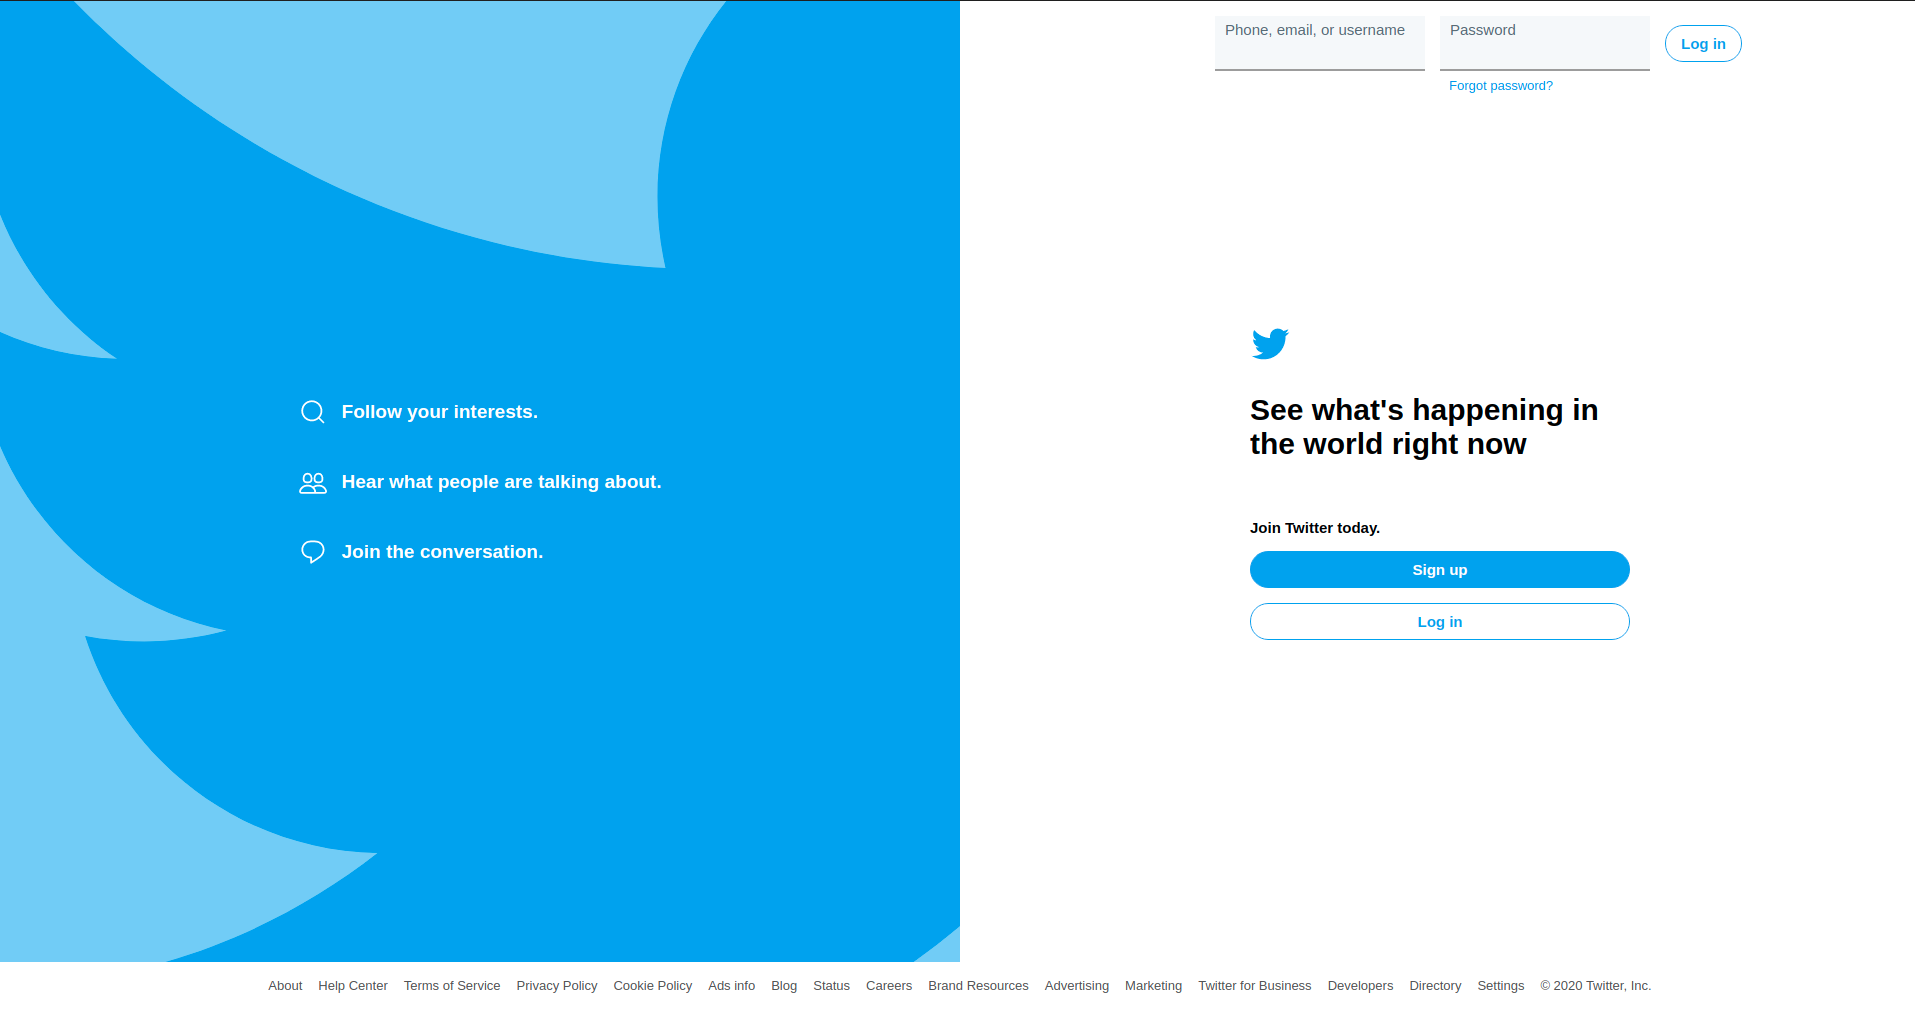 Phone, email, or username
Password
Log in
Forgot password?
Follow your interests.
Hear what people are talking about.
Join the conversation.
See what's happening in
the world right now
Join Twitter today.
Sign up
Log in
About Help Center Terms of Service Privacy Policy Cookie Policy Ads info Blog Status Careers Brand Resources Advertising Marketing Twitter for Business Developers Directory Settings © 2020 Twitter, Inc.